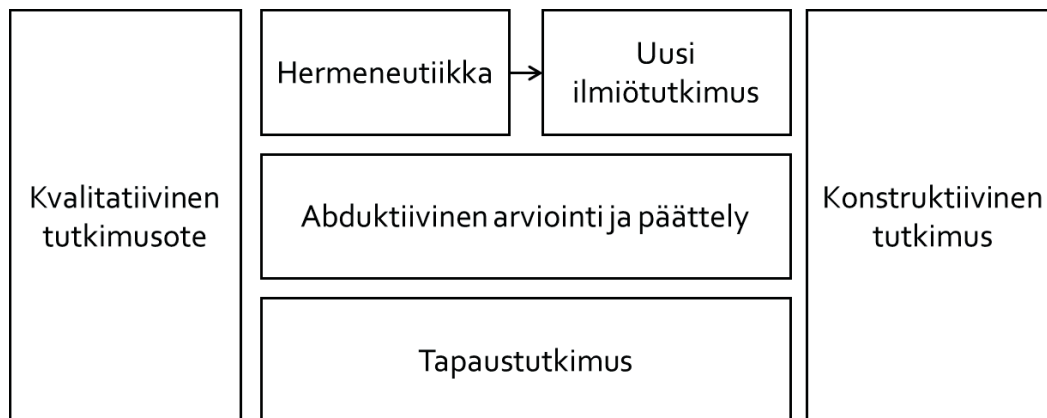 Kvalitatiivinen
tutkimusote
Hermeneutiikka
Uusi
ilmiötutkimus
Abduktiivinen arviointi ja päättely
Tapaustutkimus
Konstruktiivinen
tutkimus